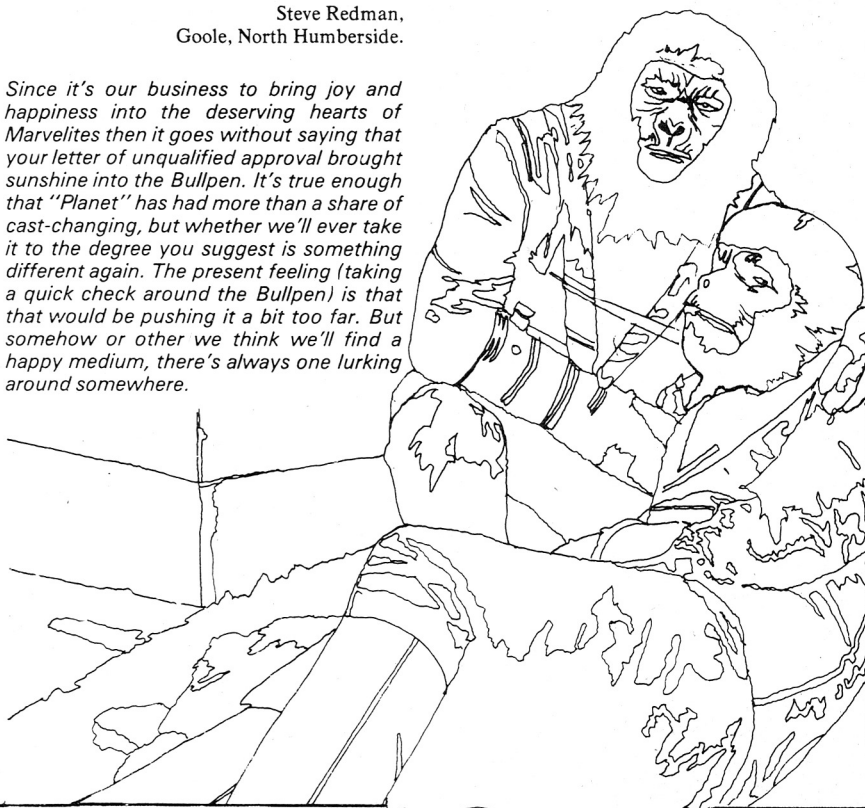 Steve Redman,
Goole, North Humberside.
Since it's our business to bring joy and
happiness into the deserving hearts of
Marvelites then it goes without saying that
your letter of unqualified approval brought
sunshine into the Bullpen. It's true enough
that "Planet" has had more than a share of
cast-changing, but whether we'll ever take
it to the degree you suggest is something
different again. The present feeling (taking
a quick check around the Bullpen) is that
that would be pushing it a bit too far. But
somehow or other we think we'll find a
happy medium, there's always one lurking
around somewhere.